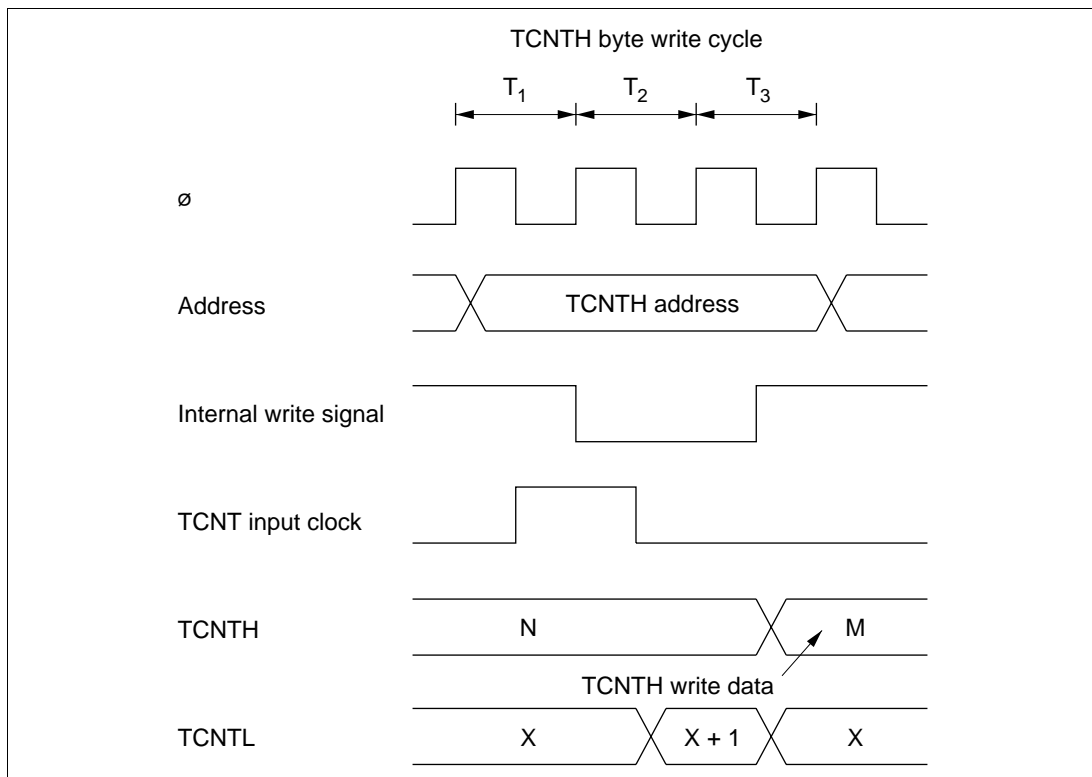 TCNTH byte write cycle
T1 T2 T3
ø
Address TCNTH address
Internal write signal
TCNT input clock
TCNTH N M
TCNTH write data
TCNTL X X + 1 X